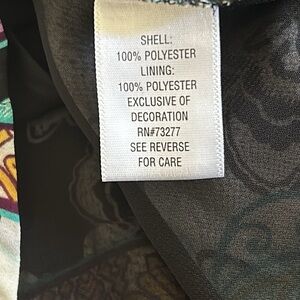 SHELL:
100% POLYESTER
LINING:
100% POLYESTER
EXCLUSIVE OF
DECORATION
RN#73277
SEE REVERSE
FOR CARE